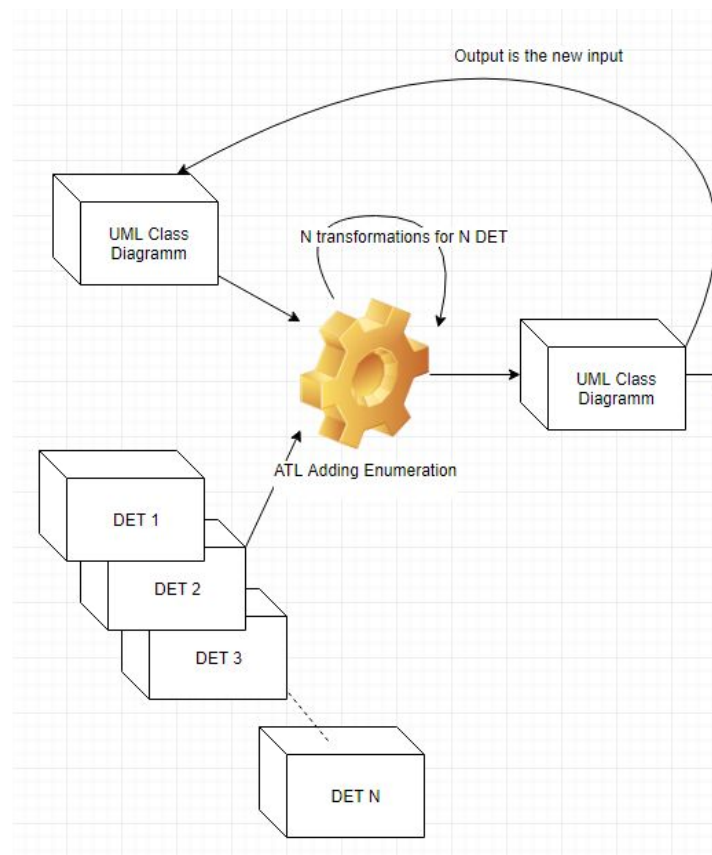 Output is the new input
UML Class
Diagramm
N transformations for N DET
UML Class
Diagramm
ATL Adding Enumeration
DET 1
DET 2
DET 3
DET N